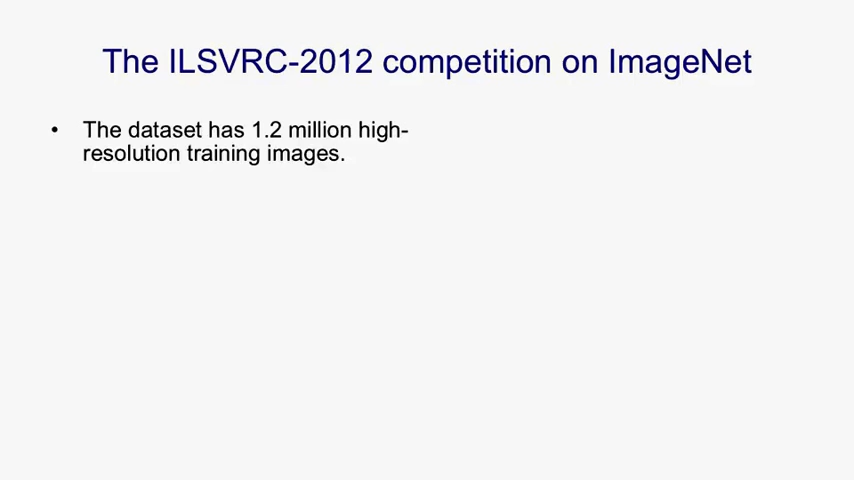 The ILSVRC-2012 competition on ImageNet
• The dataset has 1.2 million high-
resolution training images.